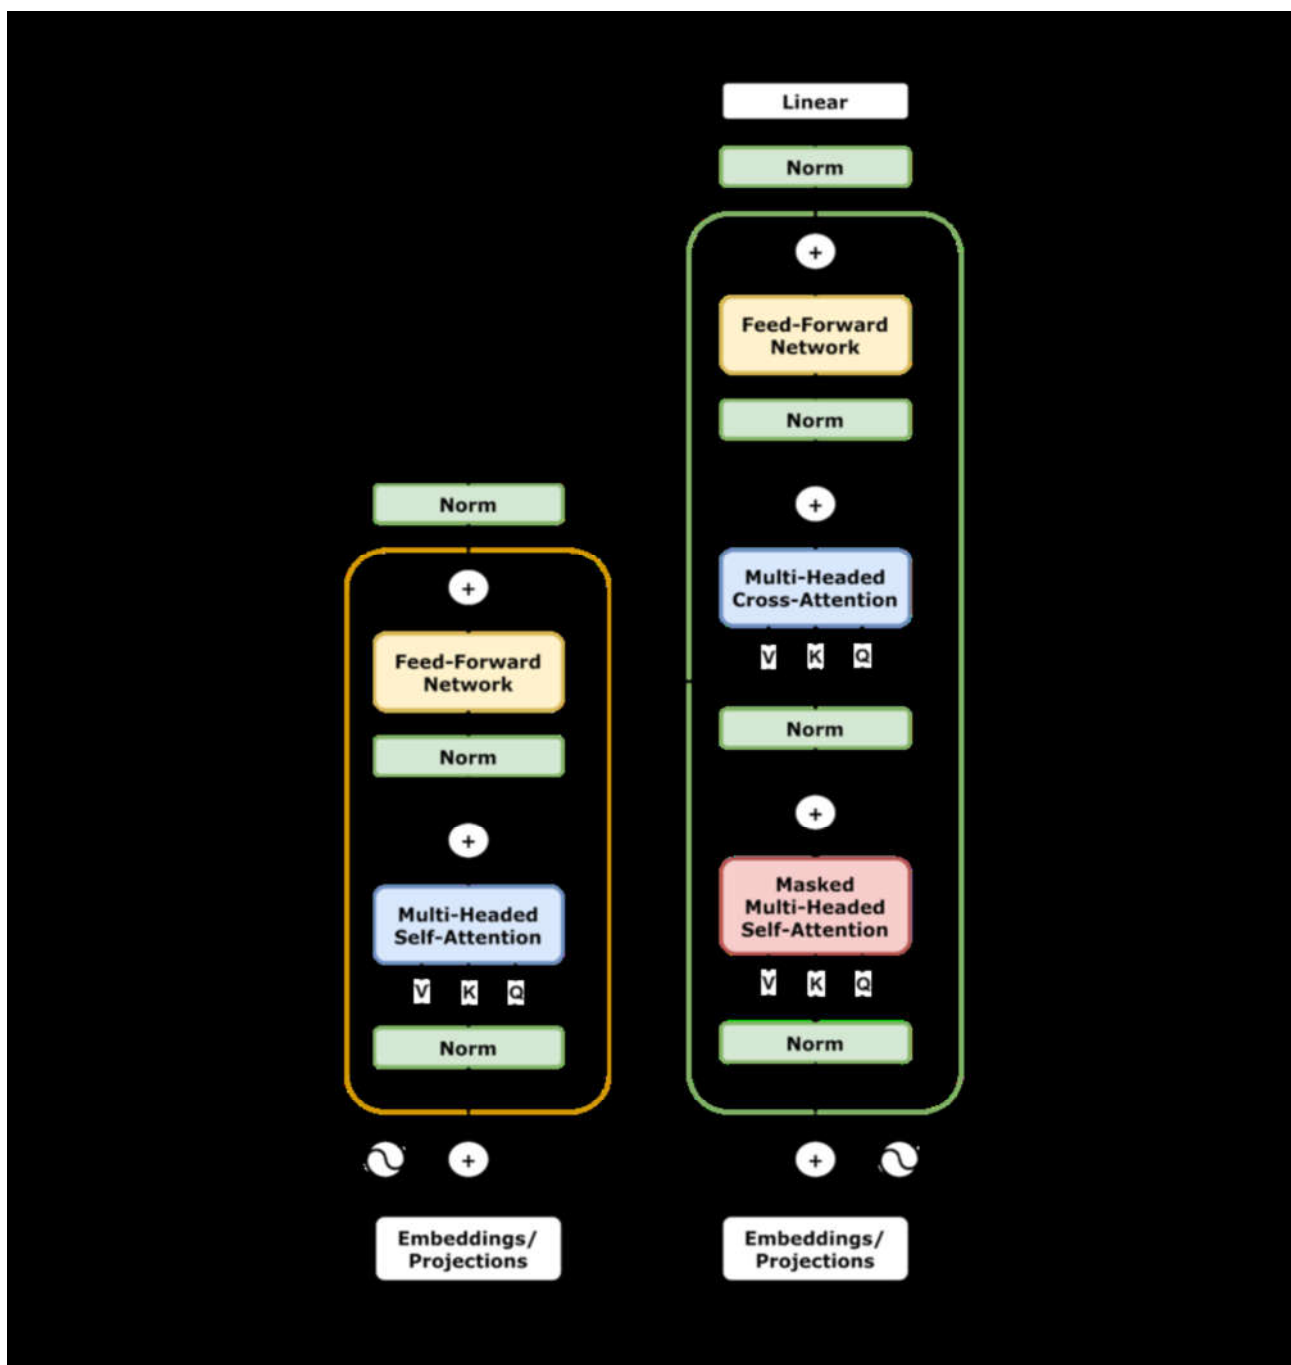 Linear
Norm
+
Feed-Forward
Network
Norm
+
Multi-Headed
Cross-Attention
V K Q
Norm
+
Masked
Multi-Headed
Self-Attention
V K Q
Norm
+
Embeddings/
Projections
Norm
+
Feed-Forward
Network
Norm
+
Multi-Headed
Self-Attention
V K Q
Norm
+
Embeddings/
Projections